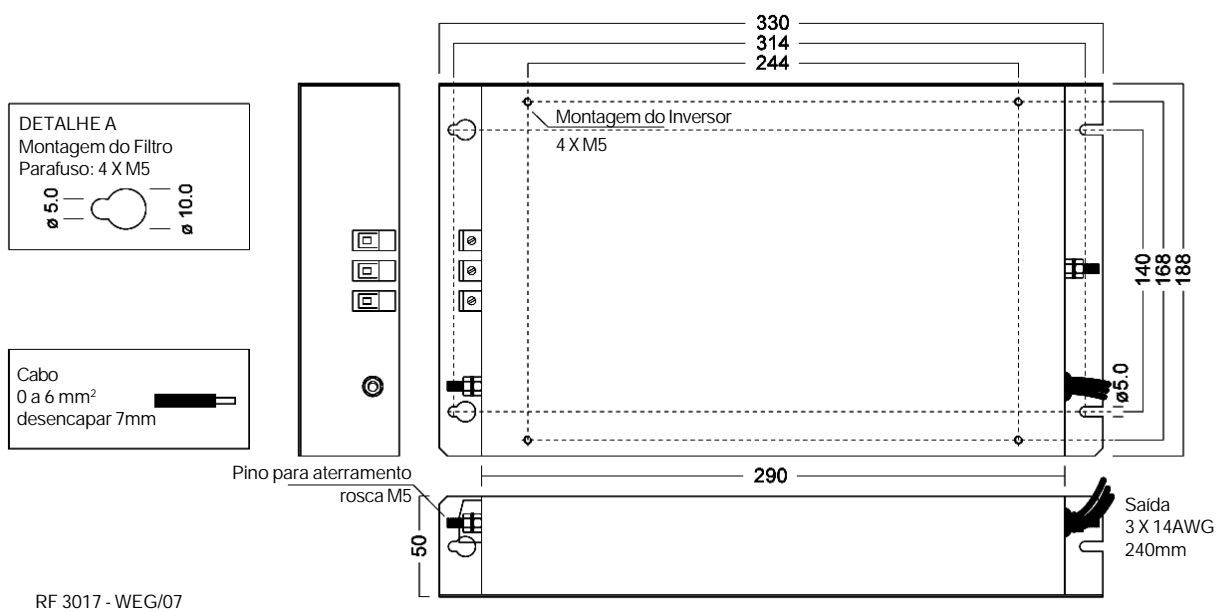 330
314
244
DETALHE A
Montagem do Filtro
Parafuso: 4 X M5
ø 5.0
ø 10.0
Montagem do Inversor
4 X M5
140
168
188
ø5.0
Cabo
0 a 6 mm²
desencapar 7mm
Pino para aterramento
rosca M5
290
50
Saída
3 X 14AWG
240mm
RF 3017 - WEG/07